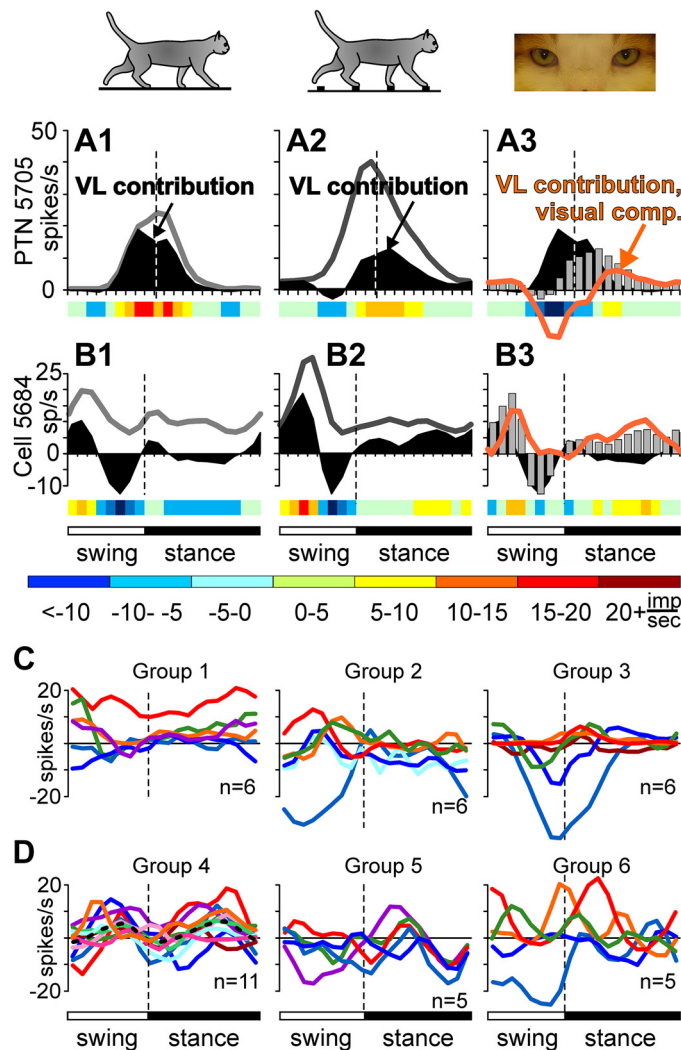 A1
A2
A3
50
PTN 5705
spikes/s
0
VL contribution
VL contribution
VL contribution,
visual comp.
B1
B2
B3
25
Cell 5684
sp/s
0
-10
swing stance
swing stance
swing stance
<-10 -10- -5 -5-0 0-5 5-10 10-15 15-20 20+ imp
sec
C
Group 1
Group 2
Group 3
20
spikes/s
-20
n=6
n=6
n=6
D
Group 4
Group 5
Group 6
20
spikes/s
-20
n=11
n=5
n=5
swing stance
swing stance
swing stance